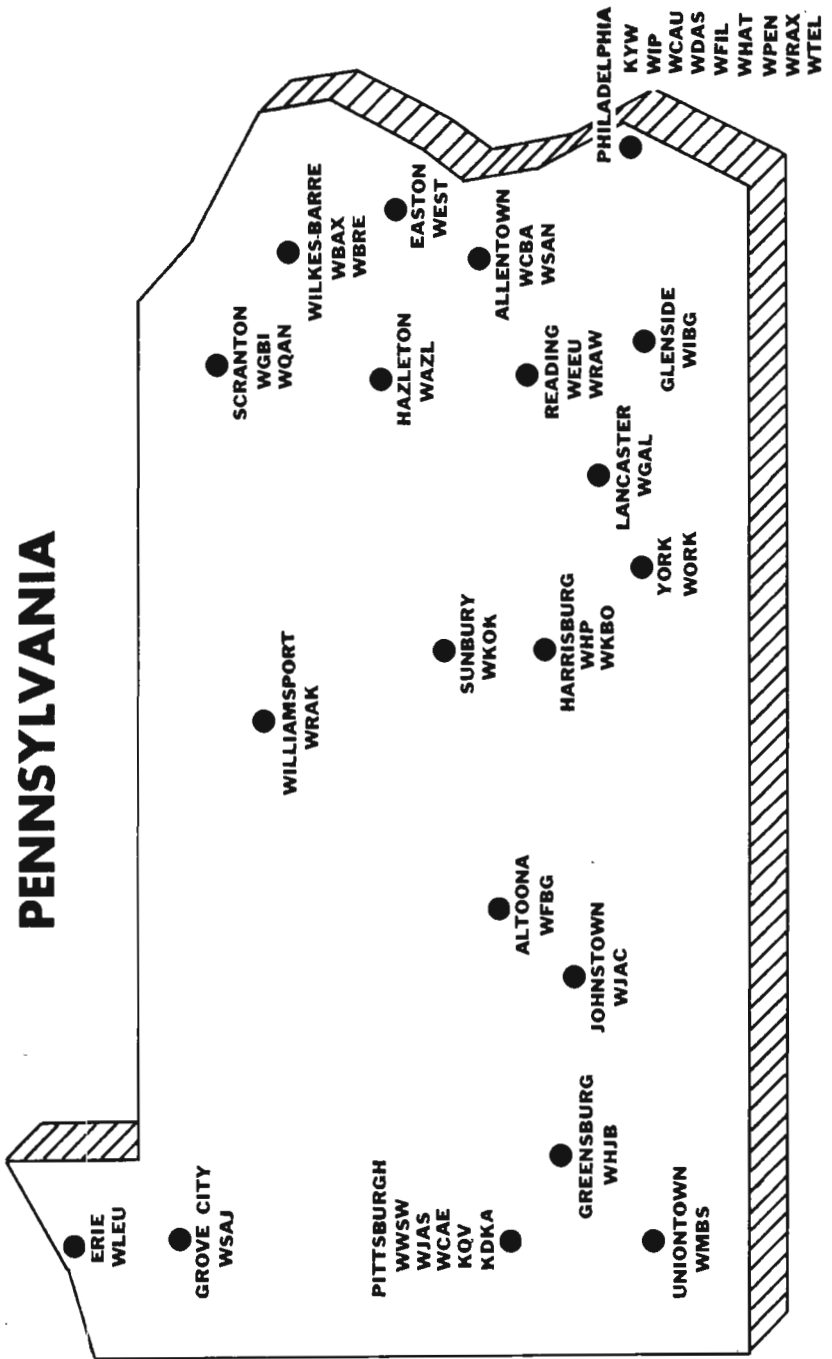 PENNSYLVANIA
ERIE
WLEU
GROVE CITY
WSAJ
PITTSBURGH
WWSW
WJAS
WCAE
KQV
KDKA
GREENSBURG
WHJB
UNIONTOWN
WMBS
ALTOONA
WFBG
JOHNSTOWN
WJAC
WILLIAMSPORT
WRAK
SUNBURY
WKOK
HARRISBURG
WHP
WKBO
YORK
WORK
LANCASTER
WGAL
SCRANTON
WGBI
WQAN
HAZLETON
WAZL
READING
WEEU
WRAW
GLENSIDE
WIBG
WILKES-BARRE
WBAX
WBRE
EASTON
WEST
ALLENTOWN
WCBA
WSAN
PHILADELPHIA
KYW
WIP
WCAU
WDAS
WFIL
WHAT
WPEN
WRAX
WTEL